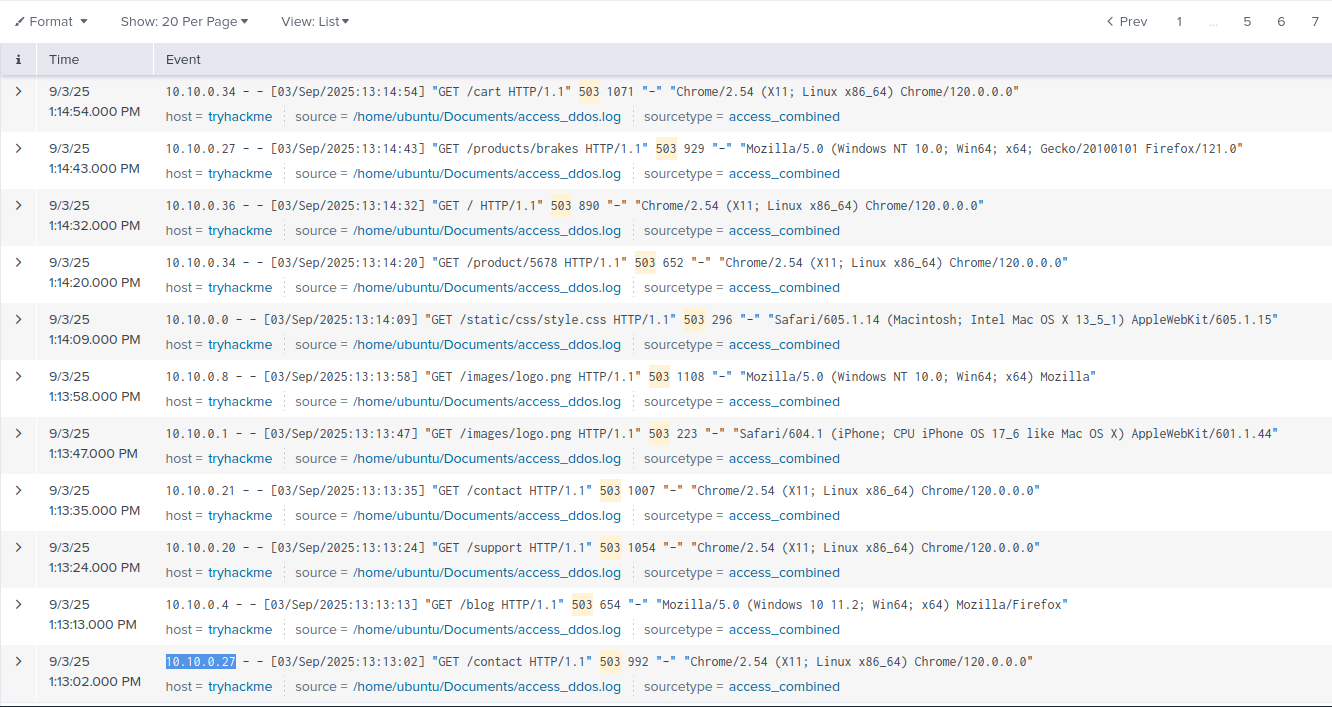 Format Show: 20 Per Page View: List Prev 1 ... 5 6 7
i Time Event
9/3/25 10.10.0.34 - - [03/Sep/2025:13:14:54] "GET /cart HTTP/1.1" 503 1071 "-" "Chrome/2.54 (X11; Linux x86_64) Chrome/120.0.0.0"
1:14:54.000 PM host = tryhackme source = /home/ubuntu/Documents/access_ddos.log sourcetype = access_combined
9/3/25 10.10.0.27 - - [03/Sep/2025:13:14:43] "GET /products/brakes HTTP/1.1" 503 929 "-" "Mozilla/5.0 (Windows NT 10.0; Win64; x64; Gecko/20100101 Firefox/121.0"
1:14:43.000 PM host = tryhackme source = /home/ubuntu/Documents/access_ddos.log sourcetype = access_combined
9/3/25 10.10.0.36 - - [03/Sep/2025:13:14:32] "GET / HTTP/1.1" 503 890 "-" "Chrome/2.54 (X11; Linux x86_64) Chrome/120.0.0.0"
1:14:32.000 PM host = tryhackme source = /home/ubuntu/Documents/access_ddos.log sourcetype = access_combined
9/3/25 10.10.0.34 - - [03/Sep/2025:13:14:20] "GET /product/5678 HTTP/1.1" 503 652 "-" "Chrome/2.54 (X11; Linux x86_64) Chrome/120.0.0.0"
1:14:20.000 PM host = tryhackme source = /home/ubuntu/Documents/access_ddos.log sourcetype = access_combined
9/3/25 10.10.0.0 - - [03/Sep/2025:13:14:09] "GET /static/css/style.css HTTP/1.1" 503 296 "-" "Safari/605.1.14 (Macintosh; Intel Mac OS X 13_5_1) AppleWebKit/605.1.15"
1:14:09.000 PM host = tryhackme source = /home/ubuntu/Documents/access_ddos.log sourcetype = access_combined
9/3/25 10.10.0.8 - - [03/Sep/2025:13:13:58] "GET /images/logo.png HTTP/1.1" 503 1108 "-" "Mozilla/5.0 (Windows NT 10.0; Win64; x64) Mozilla"
1:13:58.000 PM host = tryhackme source = /home/ubuntu/Documents/access_ddos.log sourcetype = access_combined
9/3/25 10.10.0.1 - - [03/Sep/2025:13:13:47] "GET /images/logo.png HTTP/1.1" 503 223 "-" "Safari/604.1 (iPhone; CPU iPhone OS 17_6 like Mac OS X) AppleWebKit/601.1.44"
1:13:47.000 PM host = tryhackme source = /home/ubuntu/Documents/access_ddos.log sourcetype = access_combined
9/3/25 10.10.0.21 - - [03/Sep/2025:13:13:35] "GET /contact HTTP/1.1" 503 1007 "-" "Chrome/2.54 (X11; Linux x86_64) Chrome/120.0.0.0"
1:13:35.000 PM host = tryhackme source = /home/ubuntu/Documents/access_ddos.log sourcetype = access_combined
9/3/25 10.10.0.20 - - [03/Sep/2025:13:13:24] "GET /support HTTP/1.1" 503 1054 "-" "Chrome/2.54 (X11; Linux x86_64) Chrome/120.0.0.0"
1:13:24.000 PM host = tryhackme source = /home/ubuntu/Documents/access_ddos.log sourcetype = access_combined
9/3/25 10.10.0.4 - - [03/Sep/2025:13:13:13] "GET /blog HTTP/1.1" 503 654 "-" "Mozilla/5.0 (Windows 10 11.2; Win64; x64) Mozilla/Firefox"
1:13:13.000 PM host = tryhackme source = /home/ubuntu/Documents/access_ddos.log sourcetype = access_combined
9/3/25 10.10.0.27 - - [03/Sep/2025:13:13:02] "GET /contact HTTP/1.1" 503 992 "-" "Chrome/2.54 (X11; Linux x86_64) Chrome/120.0.0.0"
1:13:02.000 PM host = tryhackme source = /home/ubuntu/Documents/access_ddos.log sourcetype = access_combined